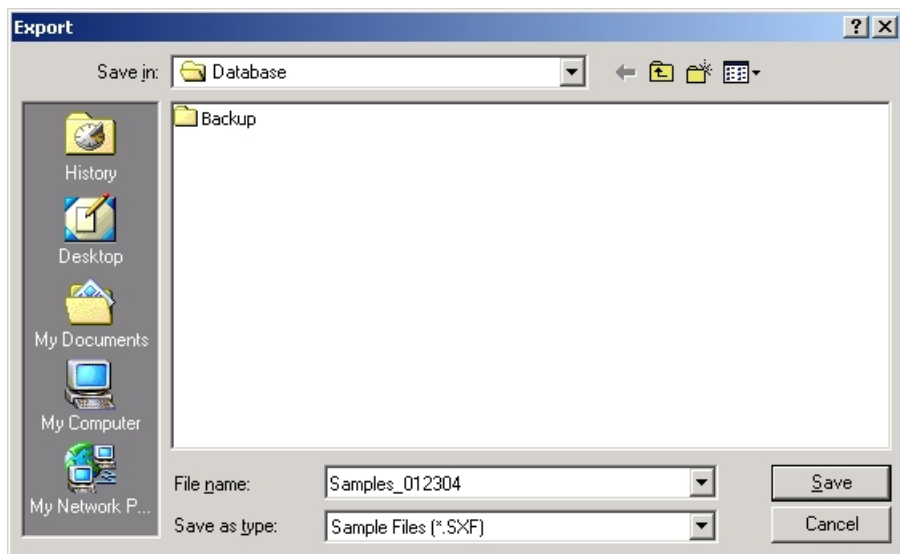 Export
Save in: Database
Backup
History
Desktop
My Documents
My Computer
My Network P...
File name: Samples_012304
Save
Save as type: Sample Files (*.SXF)
Cancel